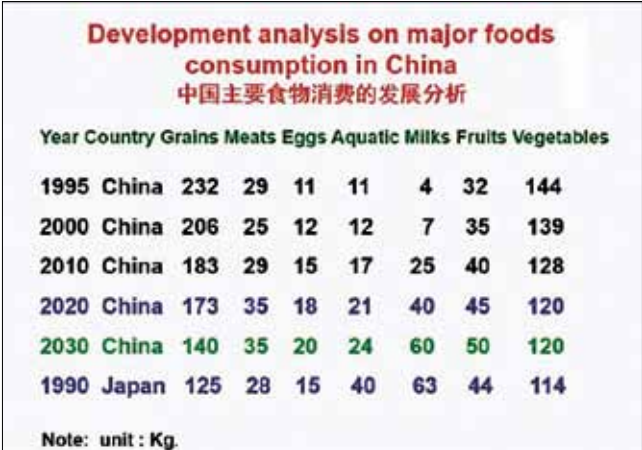 Development analysis on major foods
consumption in China
中国主要食物消费的发展分析
Year Country Grains Meats Eggs Aquatic Milks Fruits Vegetables
1995 China 232 29 11 11 4 32 144
2000 China 206 25 12 12 7 35 139
2010 China 183 29 15 17 25 40 128
2020 China 173 35 18 21 40 45 120
2030 China 140 35 20 24 60 50 120
1990 Japan 125 28 15 40 63 44 114
Note: unit : Kg.